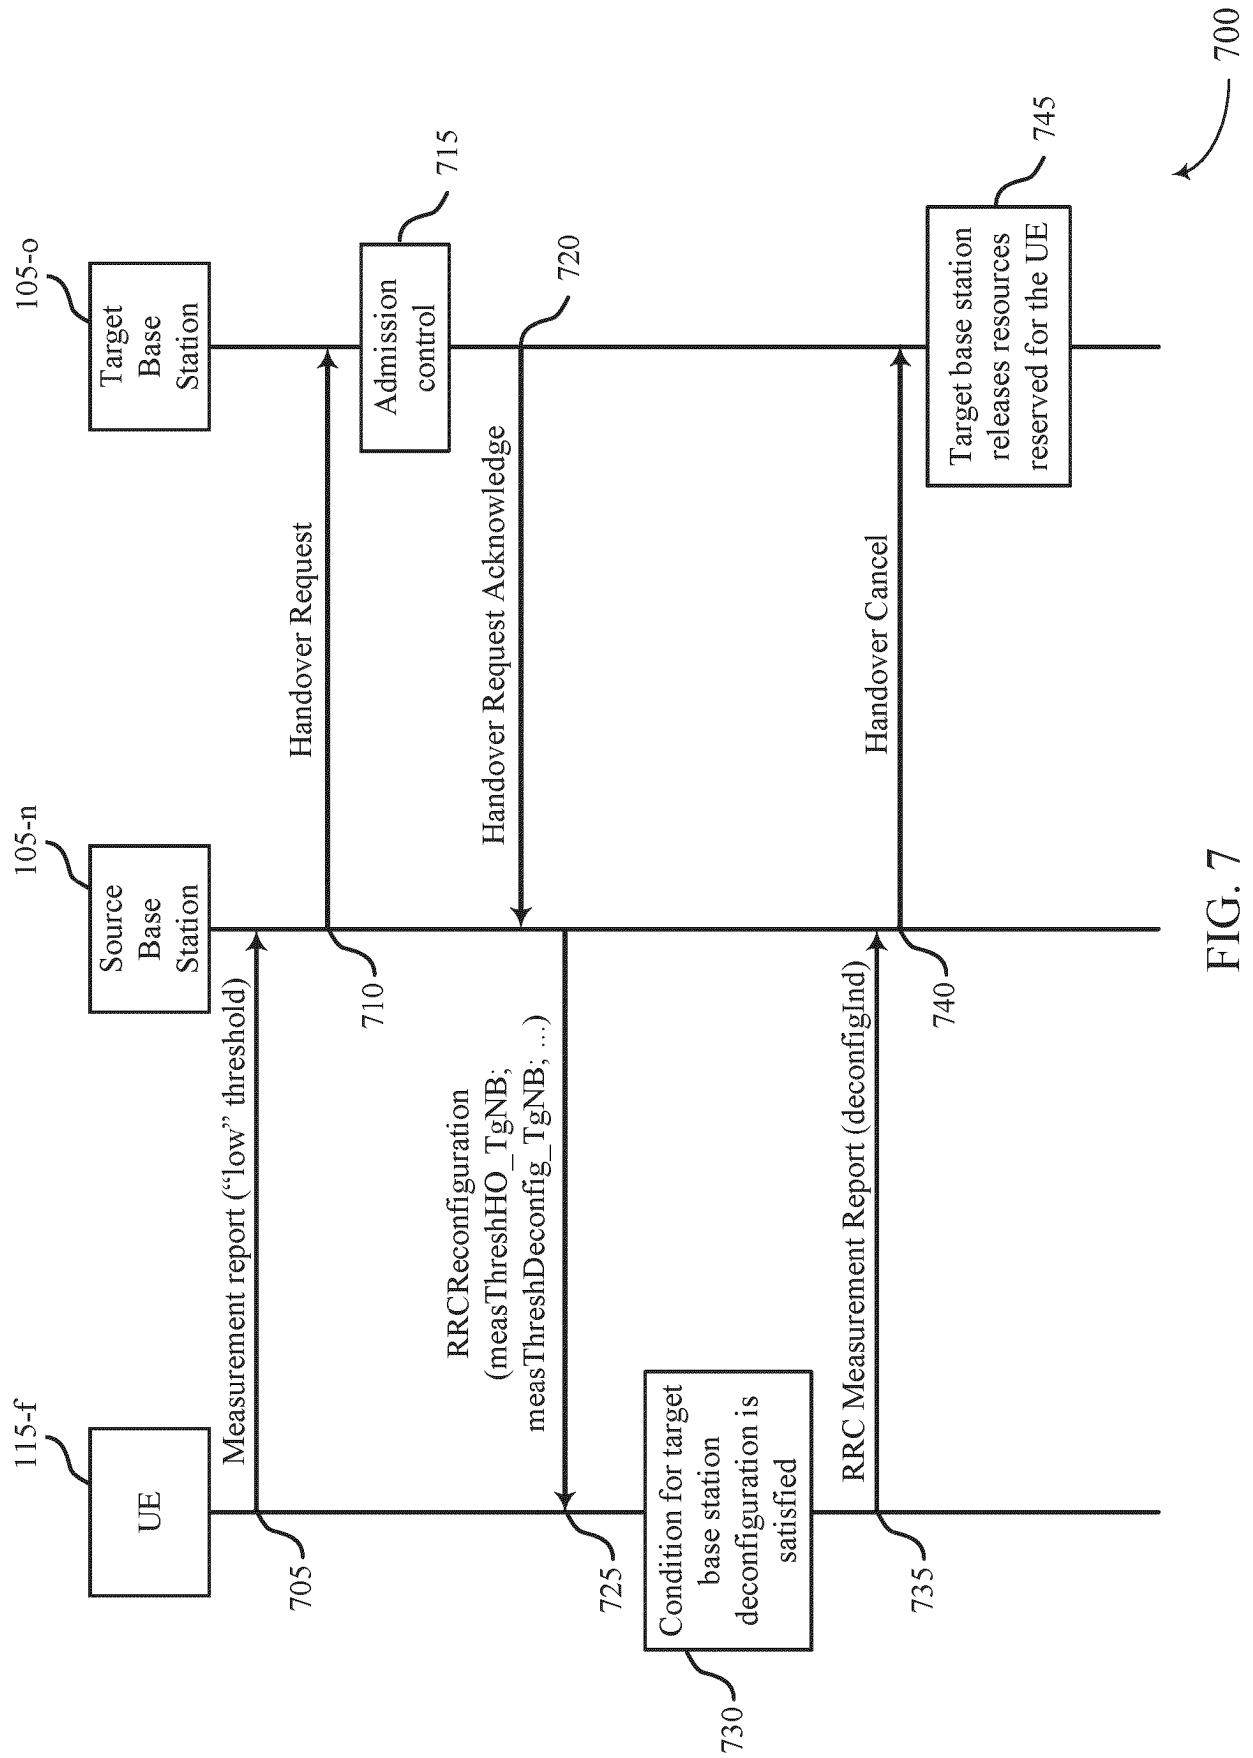 115-f
105-n
105-o
UE
Source
Base
Station
Target
Base
Station
Measurement report (“low” threshold)
705
Handover Request
710
Admission
control
715
Handover Request Acknowledge
720
RRCReconfiguration
(measThreshHO_TgNB;
measThreshDeconfig_TgNB; ...)
725
Condition for target
base station
deconfiguration is
satisfied
730
RRC Measurement Report (deconfigInd)
735
Handover Cancel
740
Target base station
releases resources
reserved for the UE
745
700
FIG. 7